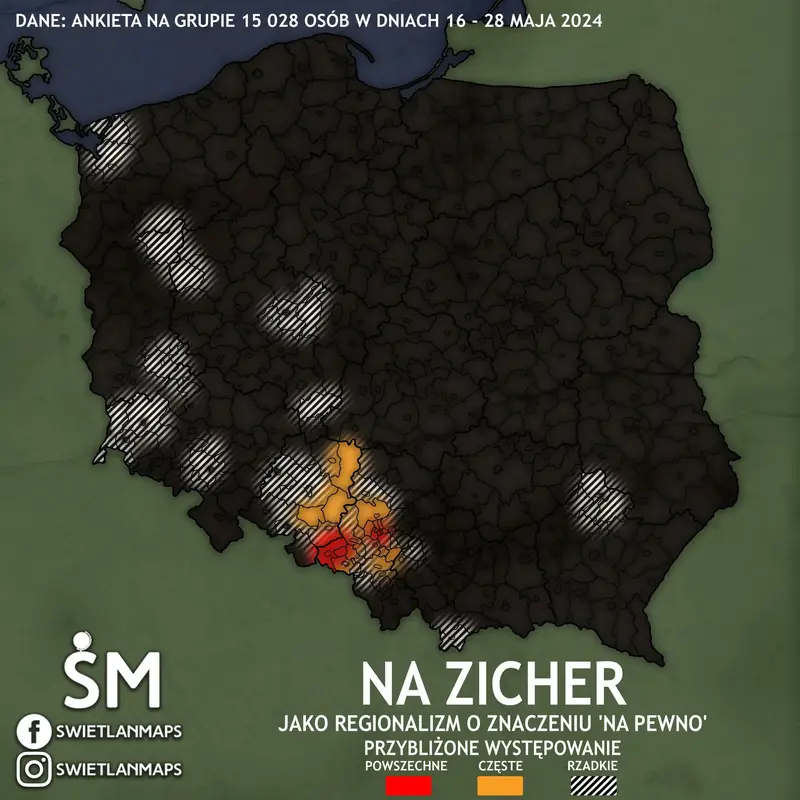 DANE: ANKIETA NA GRUPIE 15 028 OSÓB W DNIACH 16 - 28 MAJA 2024
ŚM
SWIETLANMAPS
SWIETLANMAPS
NA ZICHER
JAKO REGIONALIZM O ZNACZENIU 'NA PEWNO'
PRZYBLIŻONE WYSTĘPOWANIE
POWSZECHNE CZĘSTE RZADKIE